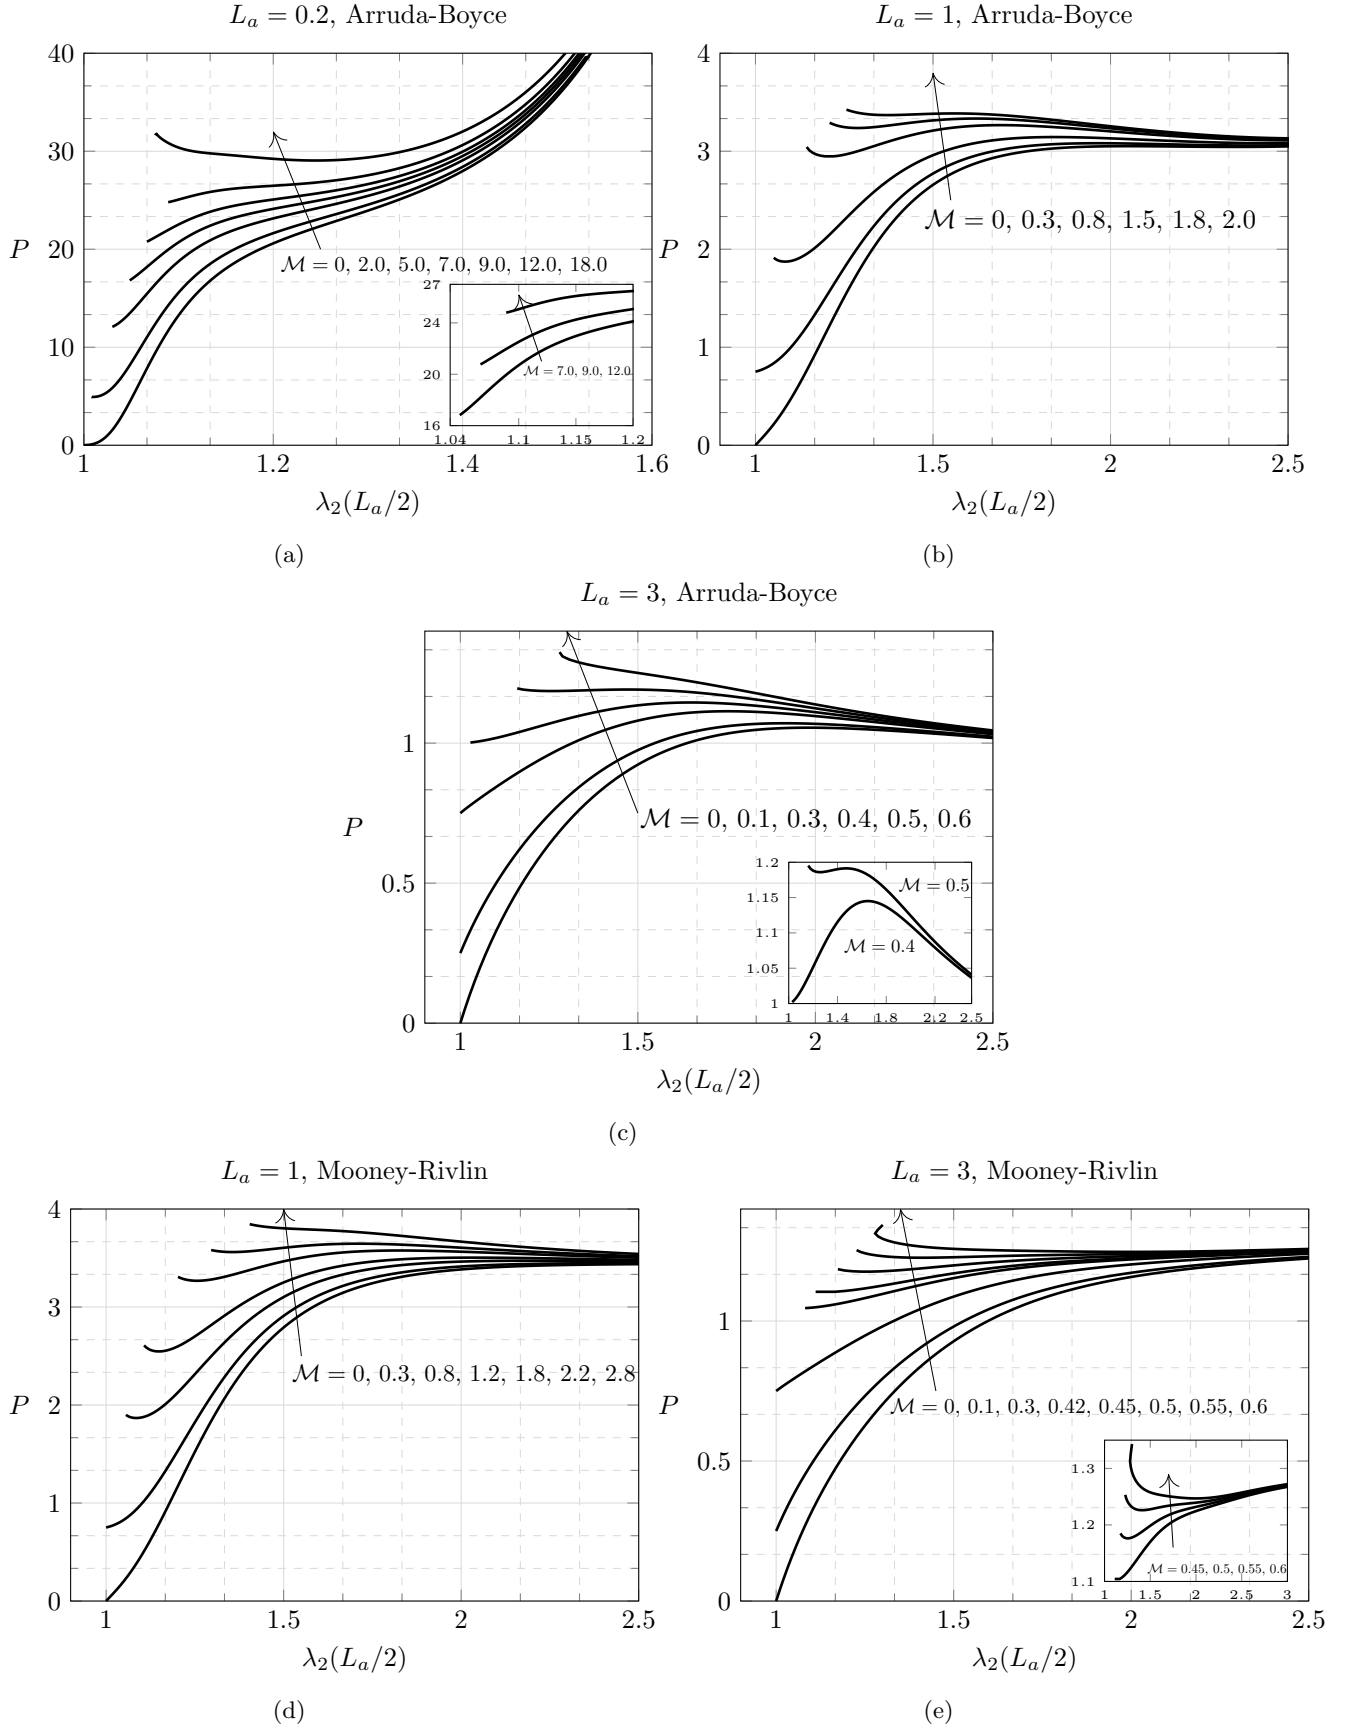 L_a = 0.2, Arruda-Boyce
40
30
P 20
10
0
1 1.2 1.4 1.6
λ_2(L_a/2)
ℳ = 0, 2.0, 5.0, 7.0, 9.0, 12.0, 18.0
27
24
20
16
1.04 1.1 1.15 1.2
ℳ = 7.0, 9.0, 12.0
(a)
L_a = 1, Arruda-Boyce
4
3
P 2
1
0
1 1.5 2 2.5
λ_2(L_a/2)
ℳ = 0, 0.3, 0.8, 1.5, 1.8, 2.0
(b)
L_a = 3, Arruda-Boyce
1
P
0.5
0
1 1.5 2 2.5
λ_2(L_a/2)
ℳ = 0, 0.1, 0.3, 0.4, 0.5, 0.6
1.2
1.15
1.1
1.05
1
1 1.4 1.8 2.2 2.5
ℳ = 0.5
ℳ = 0.4
(c)
L_a = 1, Mooney-Rivlin
4
3
P 2
1
0
1 1.5 2 2.5
λ_2(L_a/2)
ℳ = 0, 0.3, 0.8, 1.2, 1.8, 2.2, 2.8
(d)
L_a = 3, Mooney-Rivlin
1
P
0.5
0
1 1.5 2 2.5
λ_2(L_a/2)
ℳ = 0, 0.1, 0.3, 0.42, 0.45, 0.5, 0.55, 0.6
1.3
1.2
1.1
1 1.5 2 2.5 3
ℳ = 0.45, 0.5, 0.55, 0.6
(e)